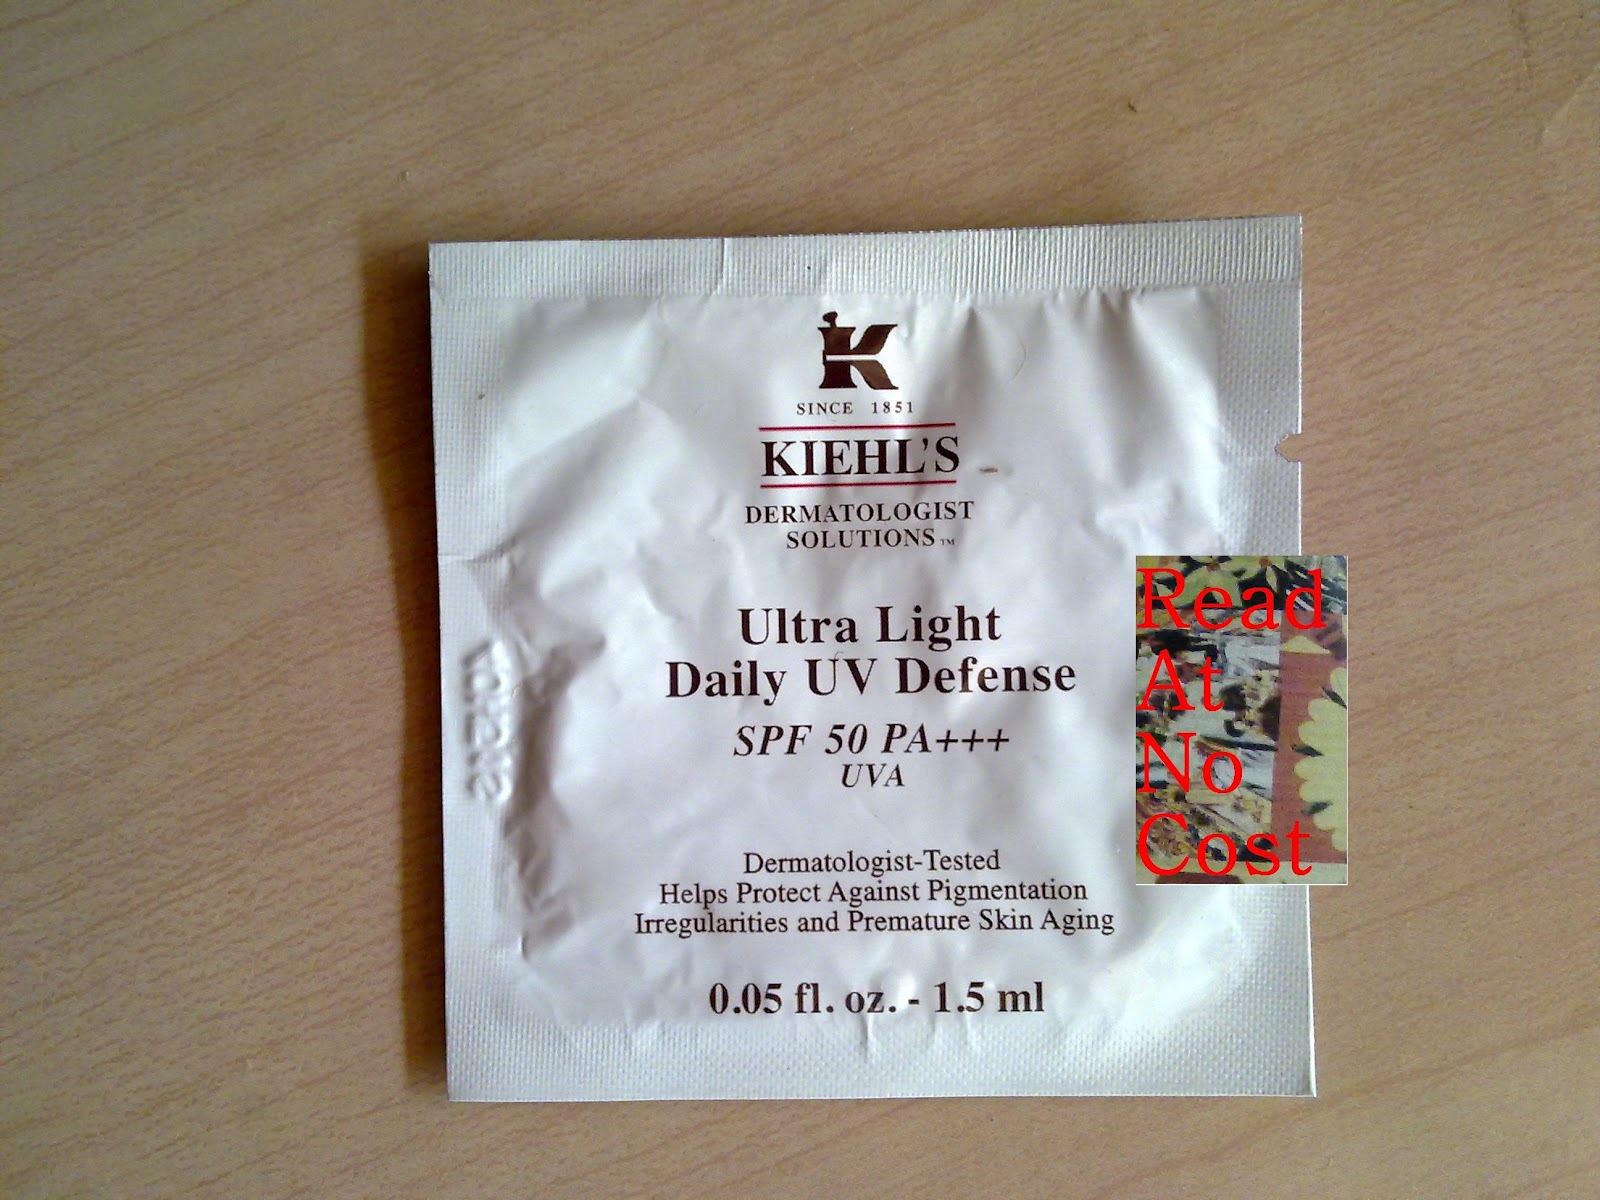 K
SINCE 1851
KIEHL'S
DERMATOLOGIST
SOLUTIONS™
Ultra Light
Daily UV Defense
SPF 50 PA+++
UVA
Dermatologist-Tested
Helps Protect Against Pigmentation
Irregularities and Premature Skin Aging
0.05 fl. oz. - 1.5 ml
Read
At
No
Cost